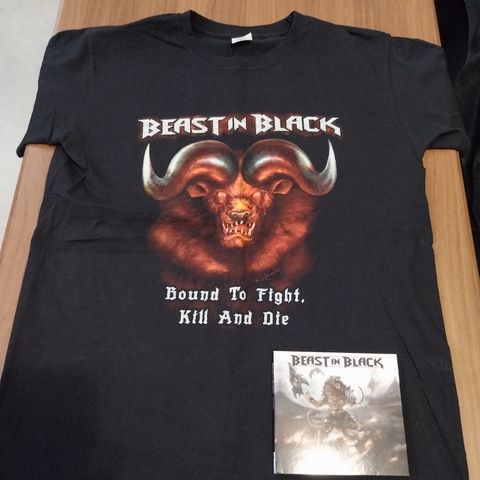 BEAST IN BLACK
Bound To Fight,
Kill And Die
BEAST IN BLACK